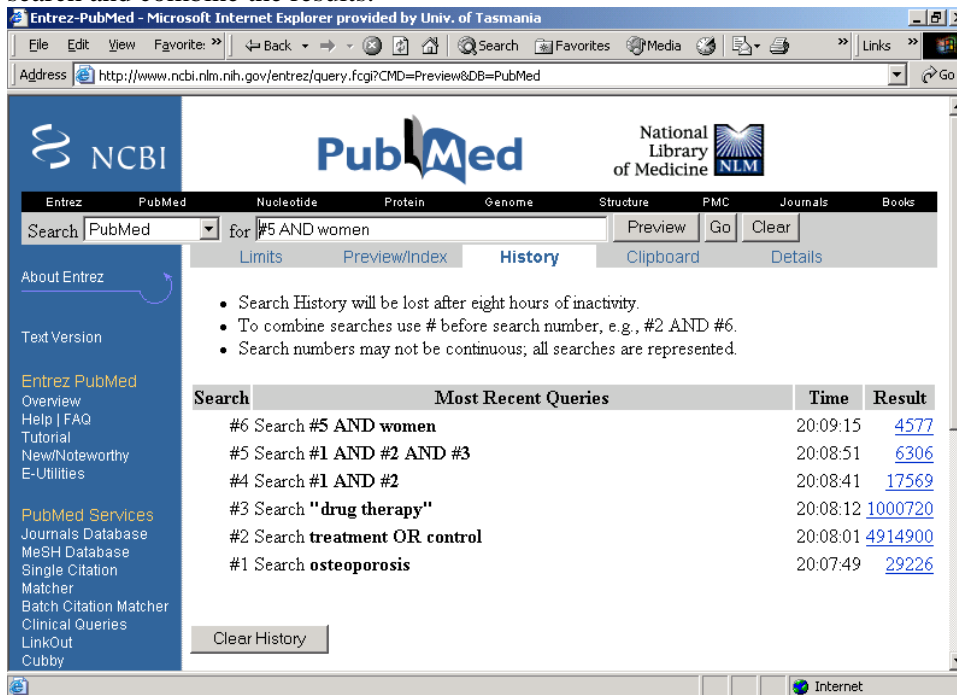 search and combine the results.
Entrez-PubMed - Microsoft Internet Explorer provided by Univ. of Tasmania
File Edit View Favorite: » Back Search Favorites Media » Links »
Address http://www.ncbi.nlm.nih.gov/entrez/query.fcgi?CMD=Preview&DB=PubMed Go
NCBI PubMed National Library of Medicine NLM
Entrez PubMed Nucleotide Protein Genome Structure PMC Journals Books
Search PubMed for #5 AND women Preview Go Clear
Limits Preview/Index History Clipboard Details
About Entrez
Text Version
Entrez PubMed
Overview
Help | FAQ
Tutorial
New/Noteworthy
E-Utilities
PubMed Services
Journals Database
MeSH Database
Single Citation
Matcher
Batch Citation Matcher
Clinical Queries
LinkOut
Cubby
• Search History will be lost after eight hours of inactivity.
• To combine searches use # before search number, e.g., #2 AND #6.
• Search numbers may not be continuous; all searches are represented.
Search Most Recent Queries Time Result
#6 Search #5 AND women 20:09:15 4577
#5 Search #1 AND #2 AND #3 20:08:51 6306
#4 Search #1 AND #2 20:08:41 17569
#3 Search "drug therapy" 20:08:12 1000720
#2 Search treatment OR control 20:08:01 4914900
#1 Search osteoporosis 20:07:49 29226
Clear History
Internet